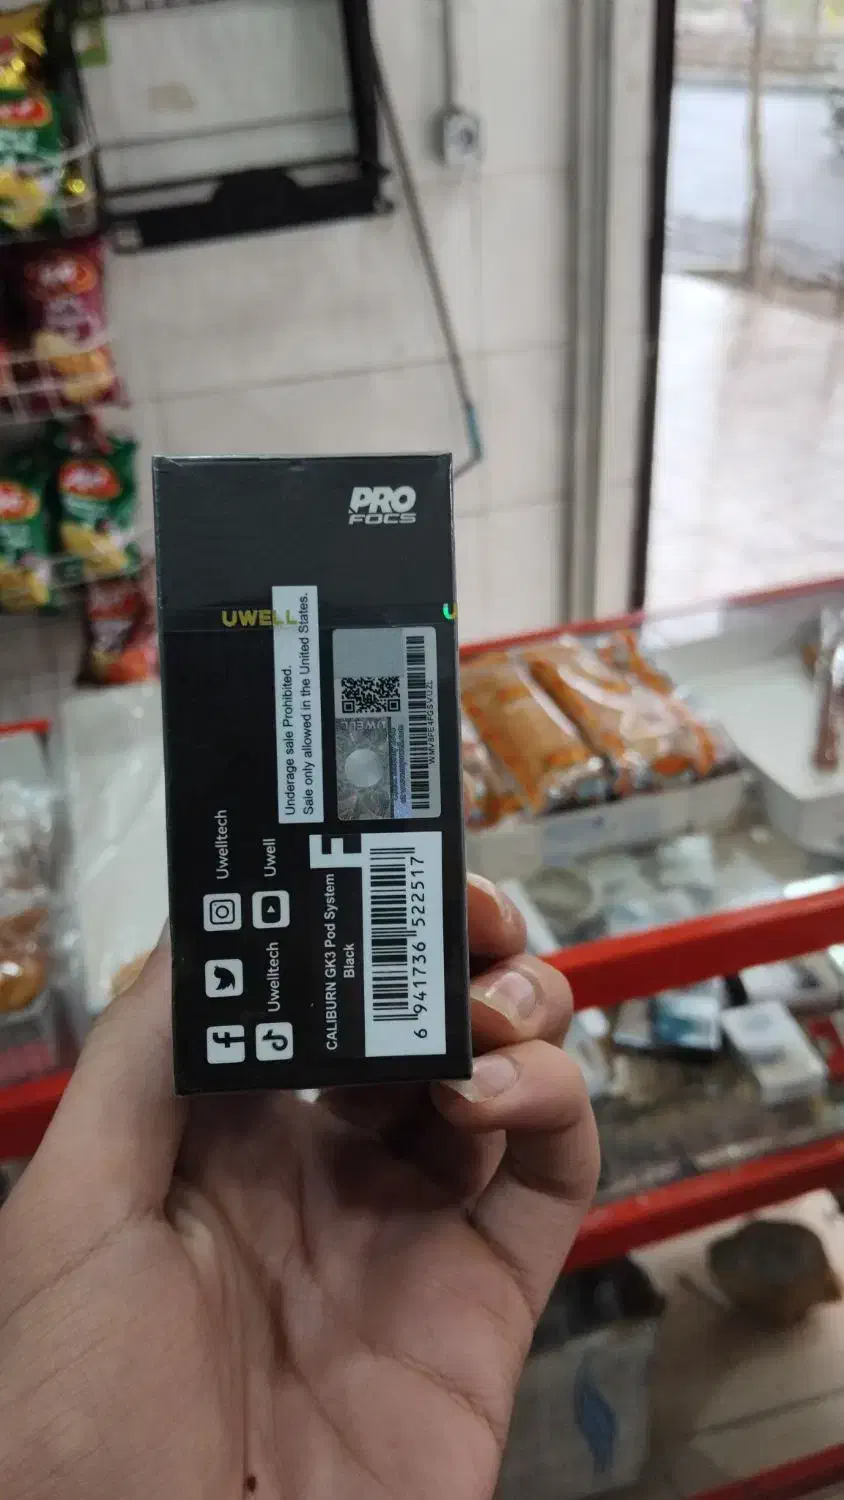 PRO
FOCS
UWELL
U
Underage sale Prohibited.
Sale only allowed in the United States.
UWELL
Uwelltech
Uwell
Uwelltech
F
CALIBURN GK3 Pod System
Black
6 941736 522517